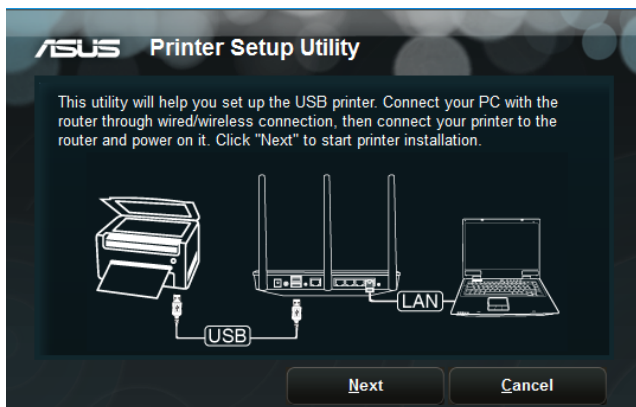 ASUS Printer Setup Utility
This utility will help you set up the USB printer. Connect your PC with the
router through wired/wireless connection, then connect your printer to the
router and power on it. Click "Next" to start printer installation.
LAN
USB
Next Cancel